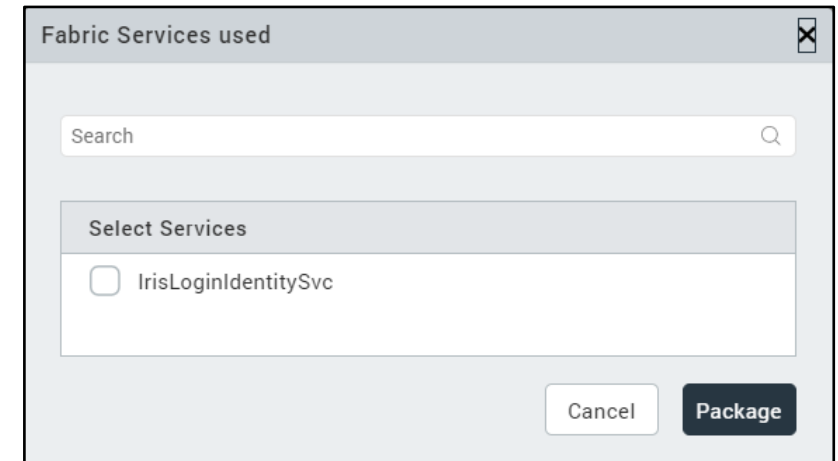 Fabric Services used
Search
Select Services
IrisLoginIdentitySvc
Cancel Package